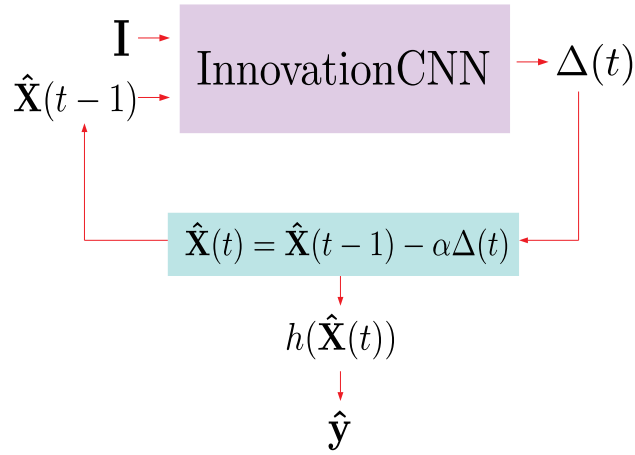 I
InnovationCNN
Δ(t)
X̂(t − 1)
X̂(t) = X̂(t − 1) − αΔ(t)
h(X̂(t))
ŷ